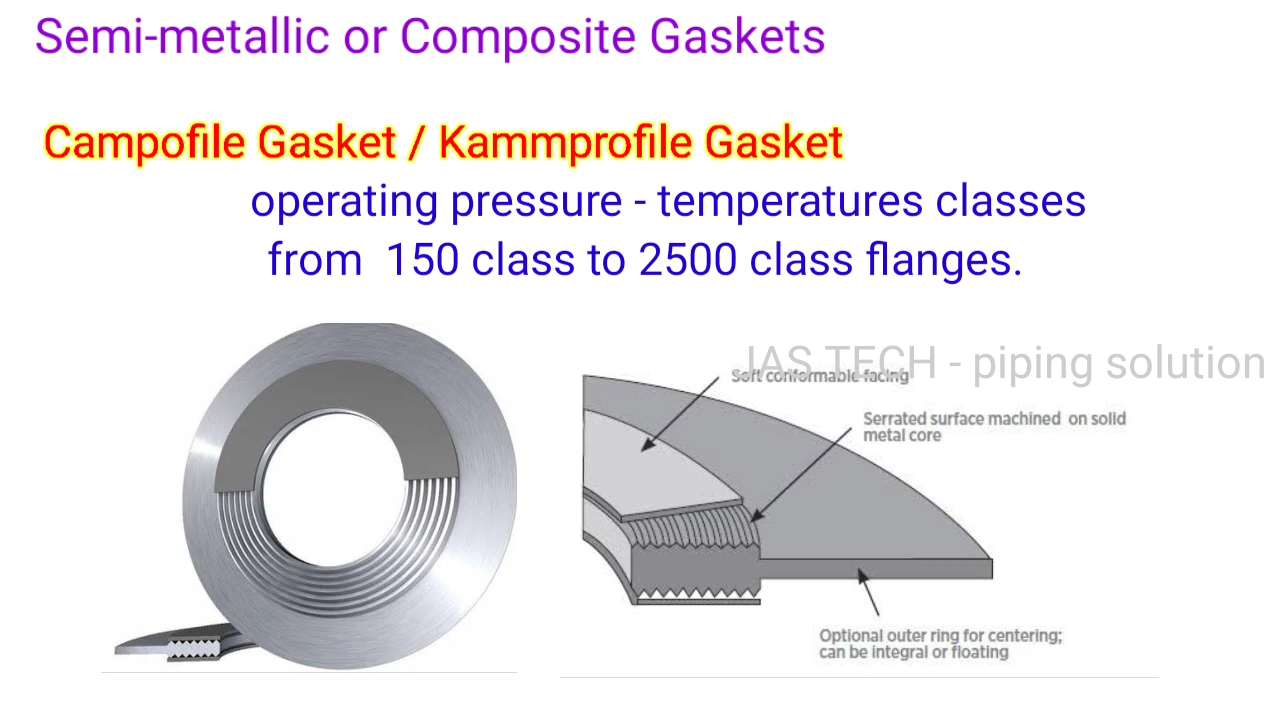 Semi-metallic or Composite Gaskets
Campofile Gasket / Kammprofile Gasket
operating pressure - temperatures classes
from 150 class to 2500 class flanges.
JAS TECH - piping solution
Soft conformable facing
Serrated surface machined on solid
metal core
Optional outer ring for centering;
can be integral or floating